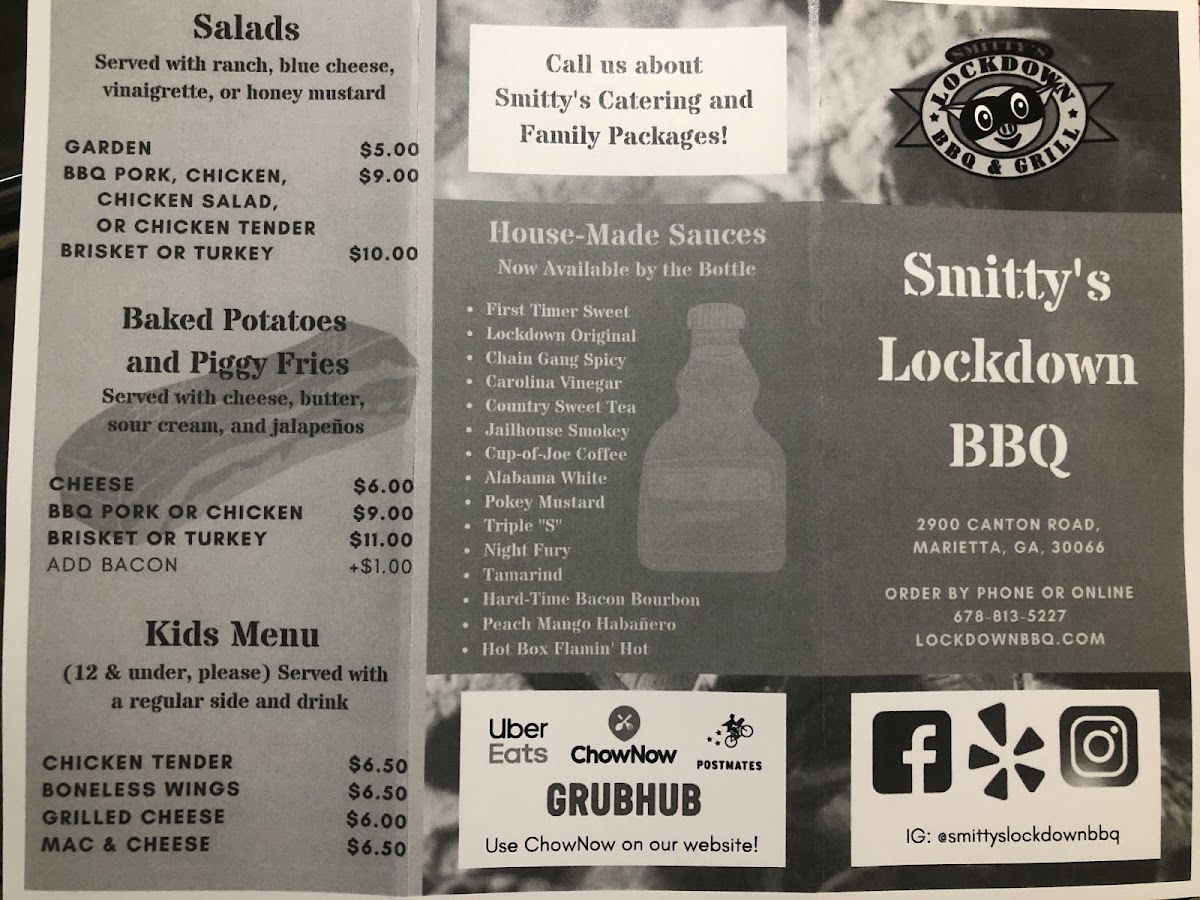 Salads
Served with ranch, blue cheese,
vinaigrette, or honey mustard
GARDEN $5.00
BBQ PORK, CHICKEN, $9.00
CHICKEN SALAD,
OR CHICKEN TENDER
BRISKET OR TURKEY $10.00
Baked Potatoes
and Piggy Fries
Served with cheese, butter,
sour cream, and jalapeños
CHEESE $6.00
BBQ PORK OR CHICKEN $9.00
BRISKET OR TURKEY $11.00
ADD BACON +$1.00
Kids Menu
(12 & under, please) Served with
a regular side and drink
CHICKEN TENDER $6.50
BONELESS WINGS $6.50
GRILLED CHEESE $6.00
MAC & CHEESE $6.50
Call us about
Smitty's Catering and
Family Packages!
House-Made Sauces
Now Available by the Bottle
• First Timer Sweet
• Lockdown Original
• Chain Gang Spicy
• Carolina Vinegar
• Country Sweet Tea
• Jailhouse Smokey
• Cup-of-Joe Coffee
• Alabama White
• Pokey Mustard
• Triple "S"
• Night Fury
• Tamarind
• Hard-Time Bacon Bourbon
• Peach Mango Habañero
• Hot Box Flamin' Hot
Uber
Eats
ChowNow
POSTMATES
GRUBHUB
Use ChowNow on our website!
SMITTY'S
LOCKDOWN
BBQ & GRILL
Smitty's
Lockdown
BBQ
2900 CANTON ROAD,
MARIETTA, GA, 30066
ORDER BY PHONE OR ONLINE
678-813-5227
LOCKDOWNBBQ.COM
IG: @smittyslockdownbbq